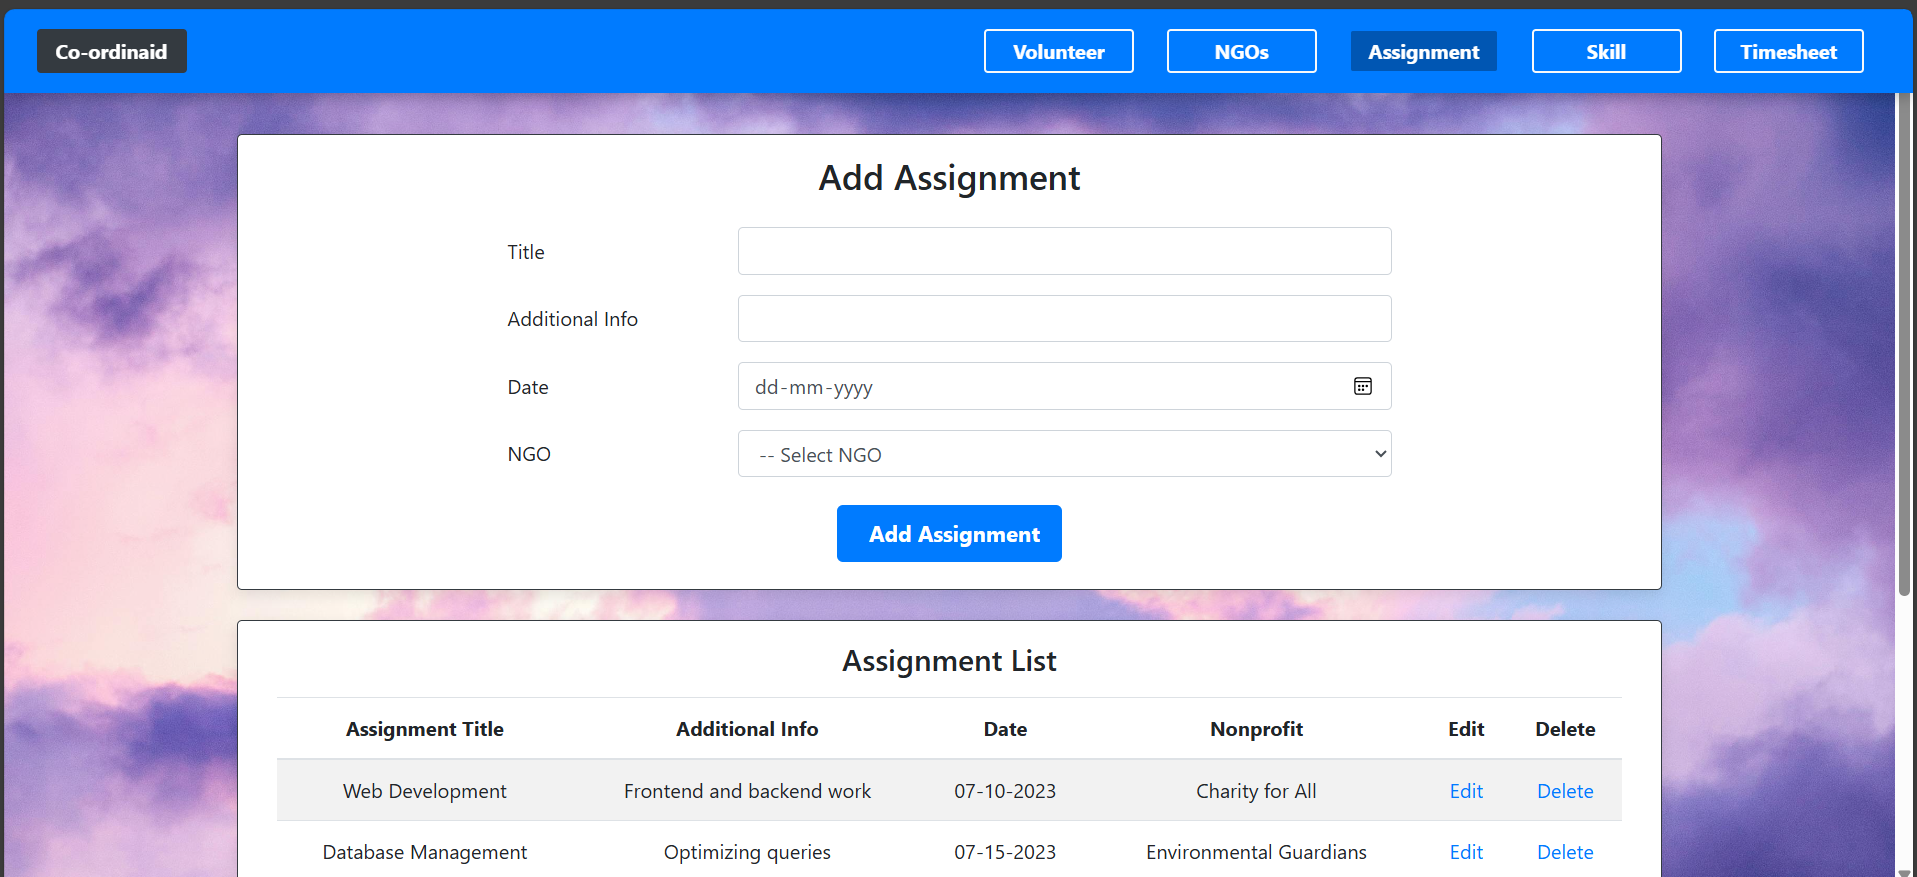 Co-ordinaid Volunteer NGOs Assignment Skill Timesheet
Add Assignment
Title
Additional Info
Date dd-mm-yyyy
NGO -- Select NGO
Add Assignment
Assignment List
Assignment Title Additional Info Date Nonprofit Edit Delete
Web Development Frontend and backend work 07-10-2023 Charity for All Edit Delete
Database Management Optimizing queries 07-15-2023 Environmental Guardians Edit Delete